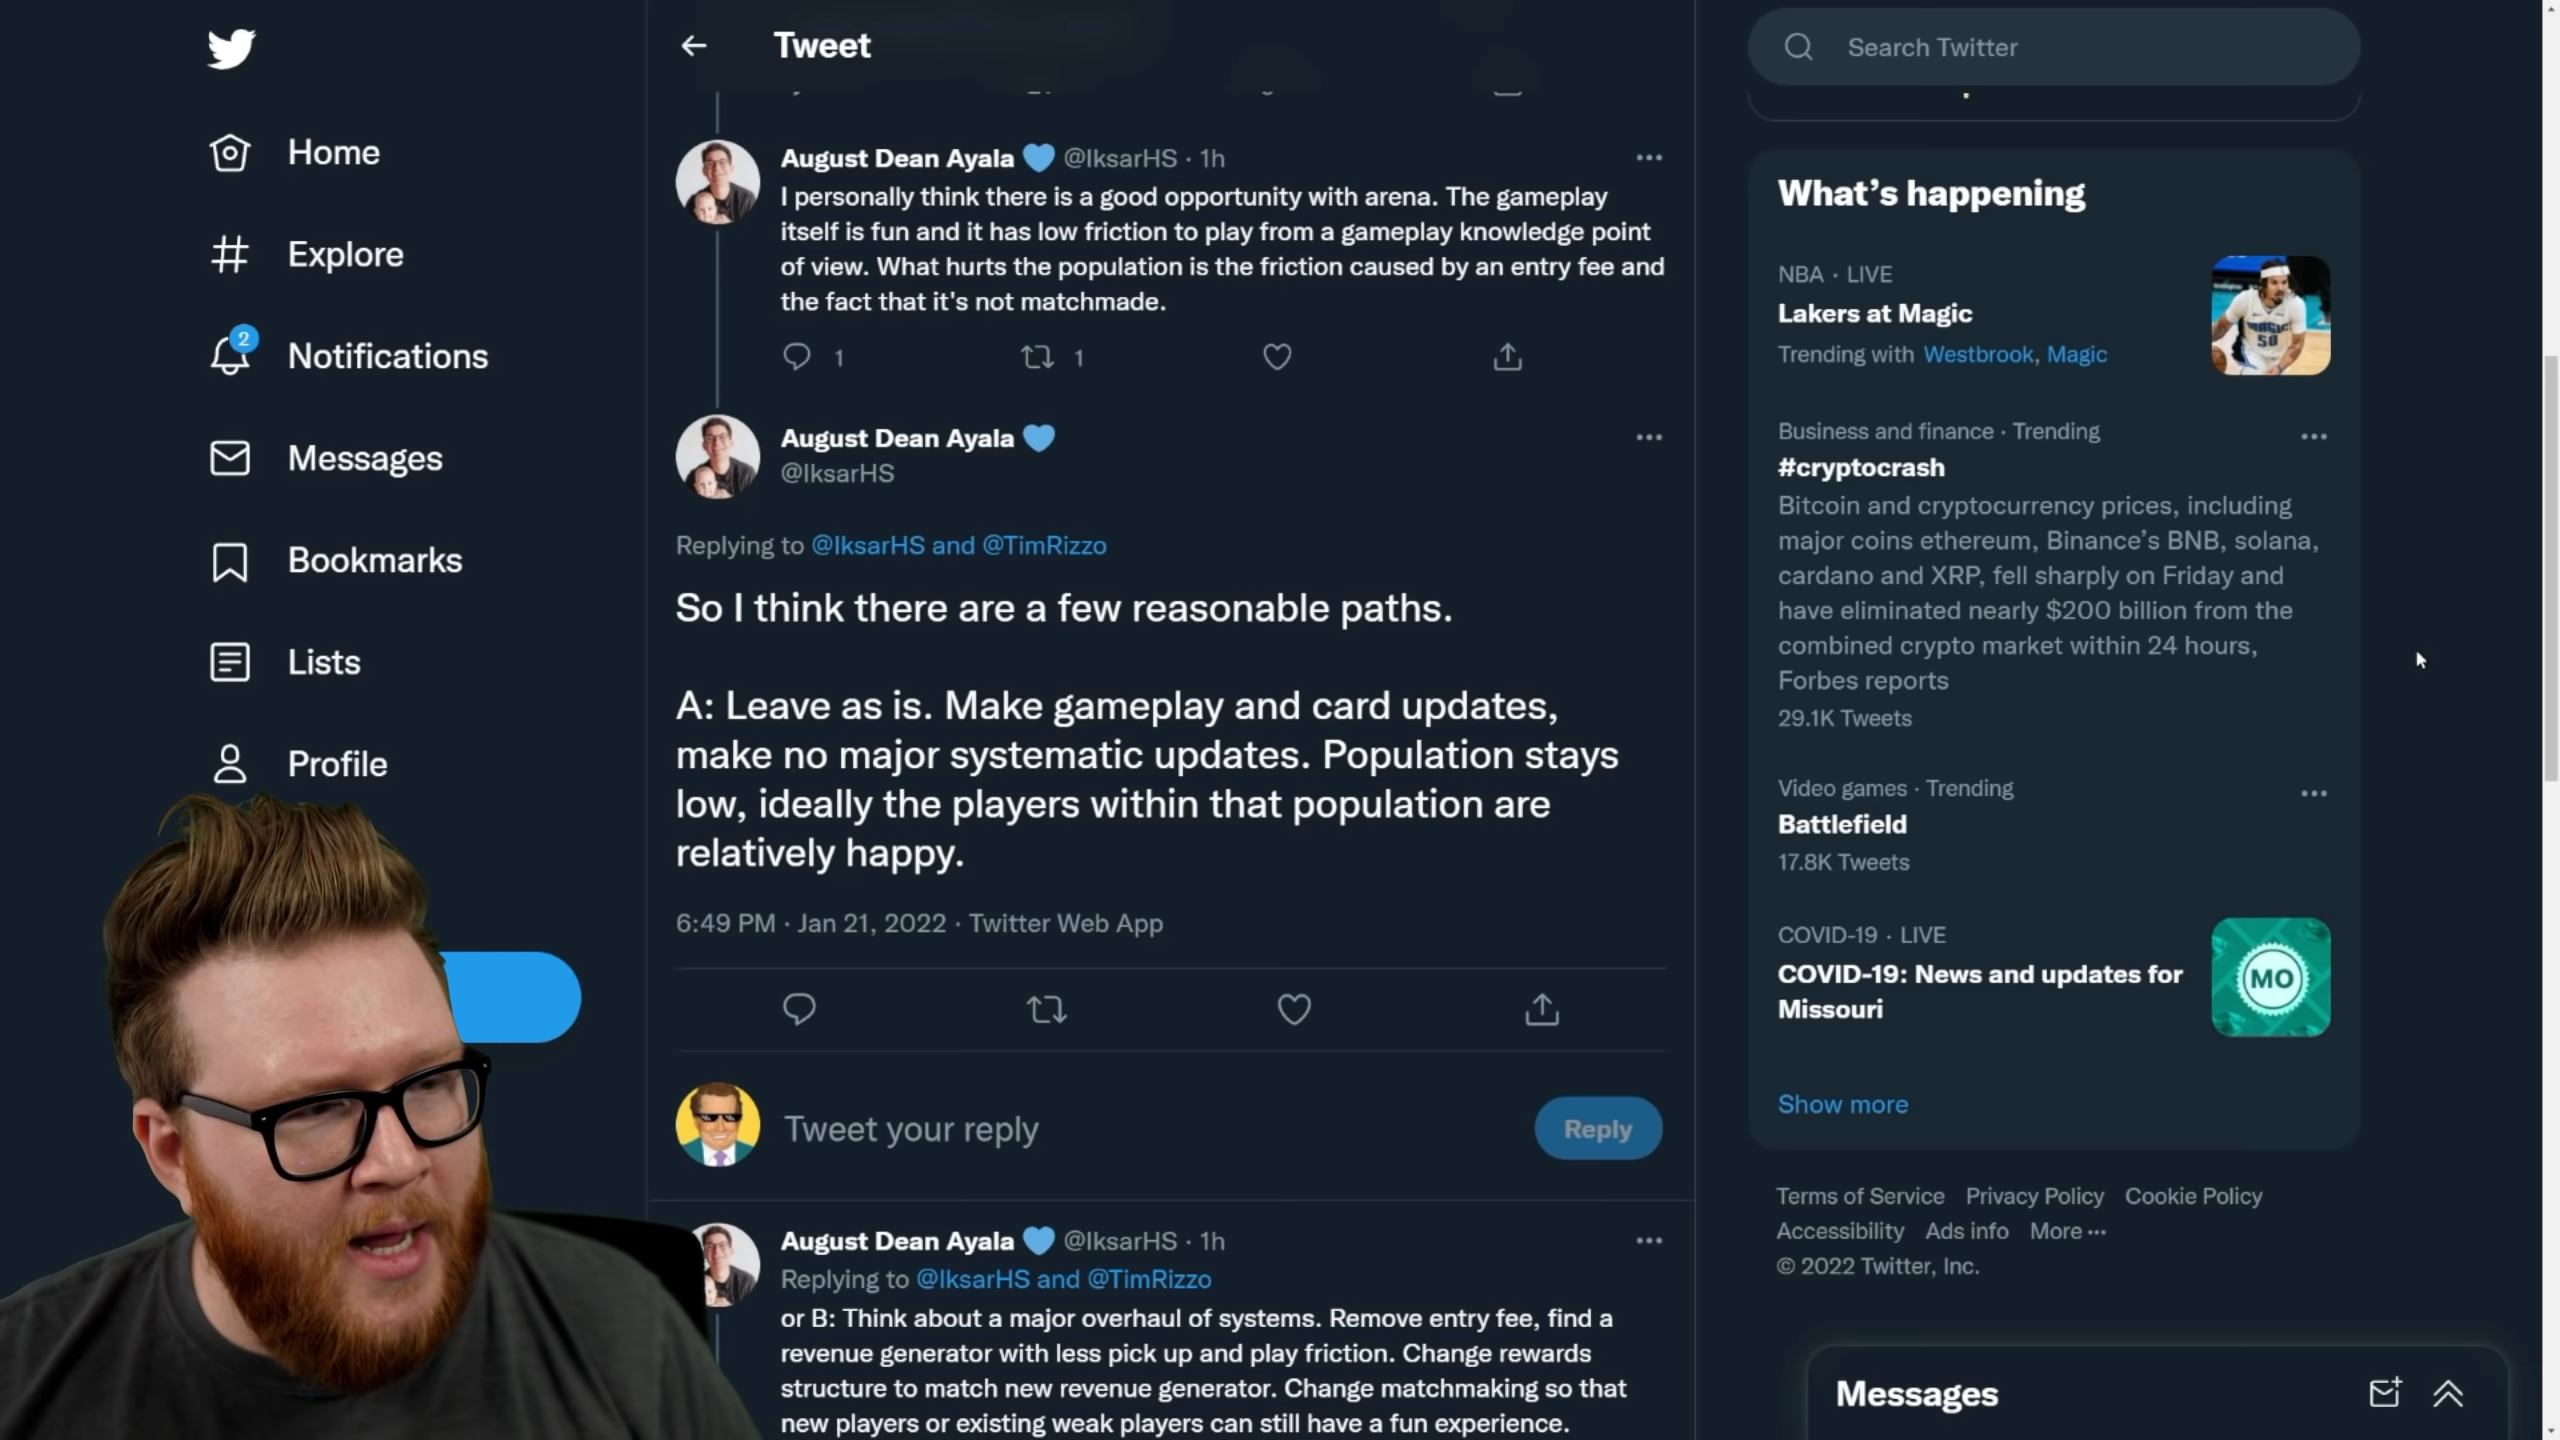 Tweet
Search Twitter
Home
Explore
2
Notifications
Messages
Bookmarks
Lists
Profile
August Dean Ayala 💙 @IksarHS · 1h
I personally think there is a good opportunity with arena. The gameplay
itself is fun and it has low friction to play from a gameplay knowledge point
of view. What hurts the population is the friction caused by an entry fee and
the fact that it's not matchmade.
1 1
August Dean Ayala 💙
@IksarHS
Replying to @IksarHS and @TimRizzo
So I think there are a few reasonable paths.
A: Leave as is. Make gameplay and card updates,
make no major systematic updates. Population stays
low, ideally the players within that population are
relatively happy.
6:49 PM · Jan 21, 2022 · Twitter Web App
Tweet your reply
Reply
August Dean Ayala 💙 @IksarHS · 1h
Replying to @IksarHS and @TimRizzo
or B: Think about a major overhaul of systems. Remove entry fee, find a
revenue generator with less pick up and play friction. Change rewards
structure to match new revenue generator. Change matchmaking so that
new players or existing weak players can still have a fun experience.
What's happening
NBA · LIVE
Lakers at Magic
Trending with Westbrook, Magic
MAGIC
50
Business and finance · Trending
#cryptocrash
Bitcoin and cryptocurrency prices, including
major coins ethereum, Binance's BNB, solana,
cardano and XRP, fell sharply on Friday and
have eliminated nearly $200 billion from the
combined crypto market within 24 hours,
Forbes reports
29.1K Tweets
Video games · Trending
Battlefield
17.8K Tweets
COVID-19 · LIVE
COVID-19: News and updates for
Missouri
MO
Show more
Terms of Service Privacy Policy Cookie Policy
Accessibility Ads info More ···
© 2022 Twitter, Inc.
Messages